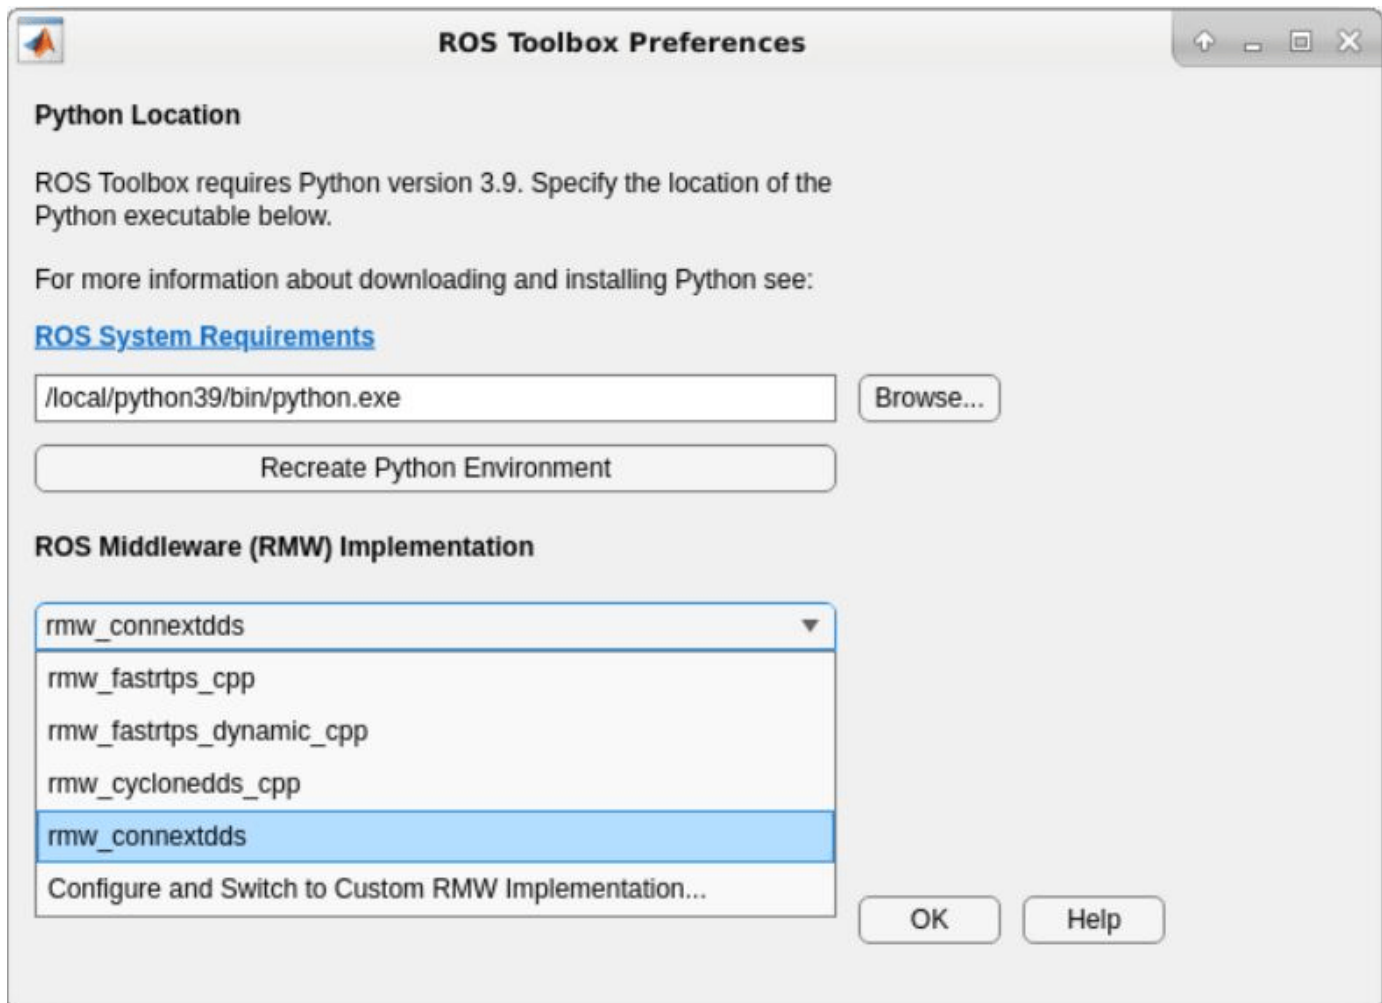 ROS Toolbox Preferences
Python Location
ROS Toolbox requires Python version 3.9. Specify the location of the
Python executable below.
For more information about downloading and installing Python see:
ROS System Requirements
/local/python39/bin/python.exe
Browse...
Recreate Python Environment
ROS Middleware (RMW) Implementation
rmw_connextdds
rmw_fastrtps_cpp
rmw_fastrtps_dynamic_cpp
rmw_cyclonedds_cpp
rmw_connextdds
Configure and Switch to Custom RMW Implementation...
OK
Help